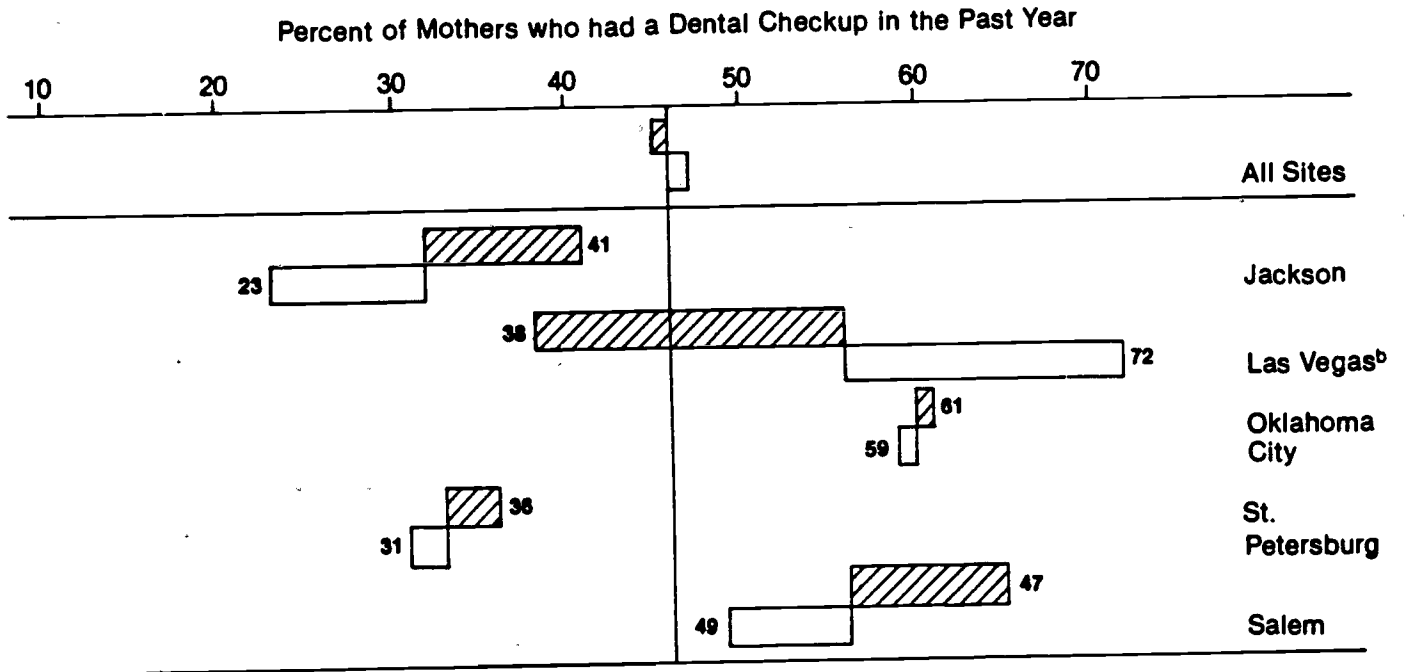 Percent of Mothers who had a Dental Checkup in the Past Year
10 20 30 40 50 60 70
All Sites
41
23
Jackson
38
72
Las Vegasᵇ
61
59
Oklahoma
City
36
31
St.
Petersburg
47
49
Salem